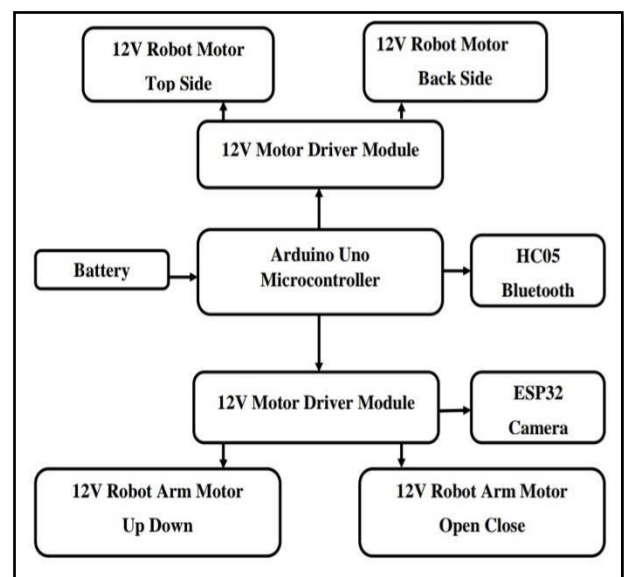 12V Robot Motor
Top Side
12V Robot Motor
Back Side
12V Motor Driver Module
Battery
Arduino Uno
Microcontroller
HC05
Bluetooth
12V Motor Driver Module
ESP32
Camera
12V Robot Arm Motor
Up Down
12V Robot Arm Motor
Open Close